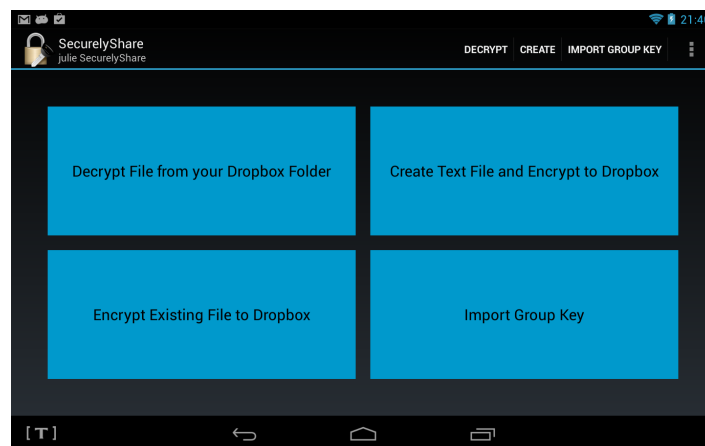 21:4
SecurelyShare
julie SecurelyShare
DECRYPT CREATE IMPORT GROUP KEY
Decrypt File from your Dropbox Folder
Create Text File and Encrypt to Dropbox
Encrypt Existing File to Dropbox
Import Group Key
[T]